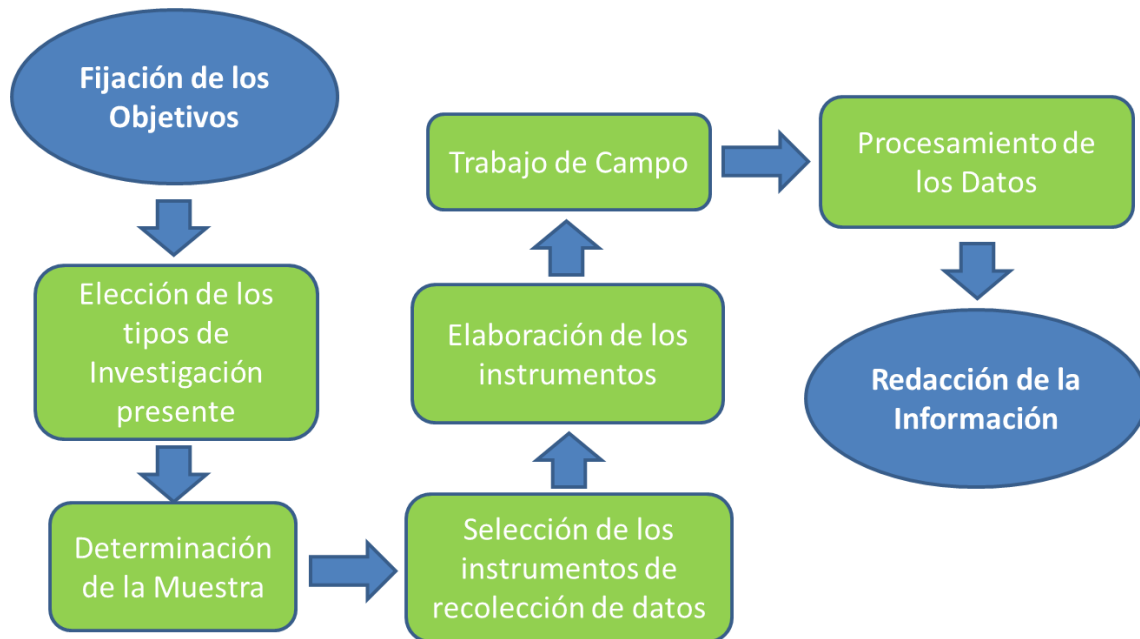 Fijación de los
Objetivos
Elección de los
tipos de
Investigación
presente
Determinación
de la Muestra
Selección de los
instrumentos de
recolección de datos
Elaboración de los
instrumentos
Trabajo de Campo
Procesamiento de
los Datos
Redacción de la
Información